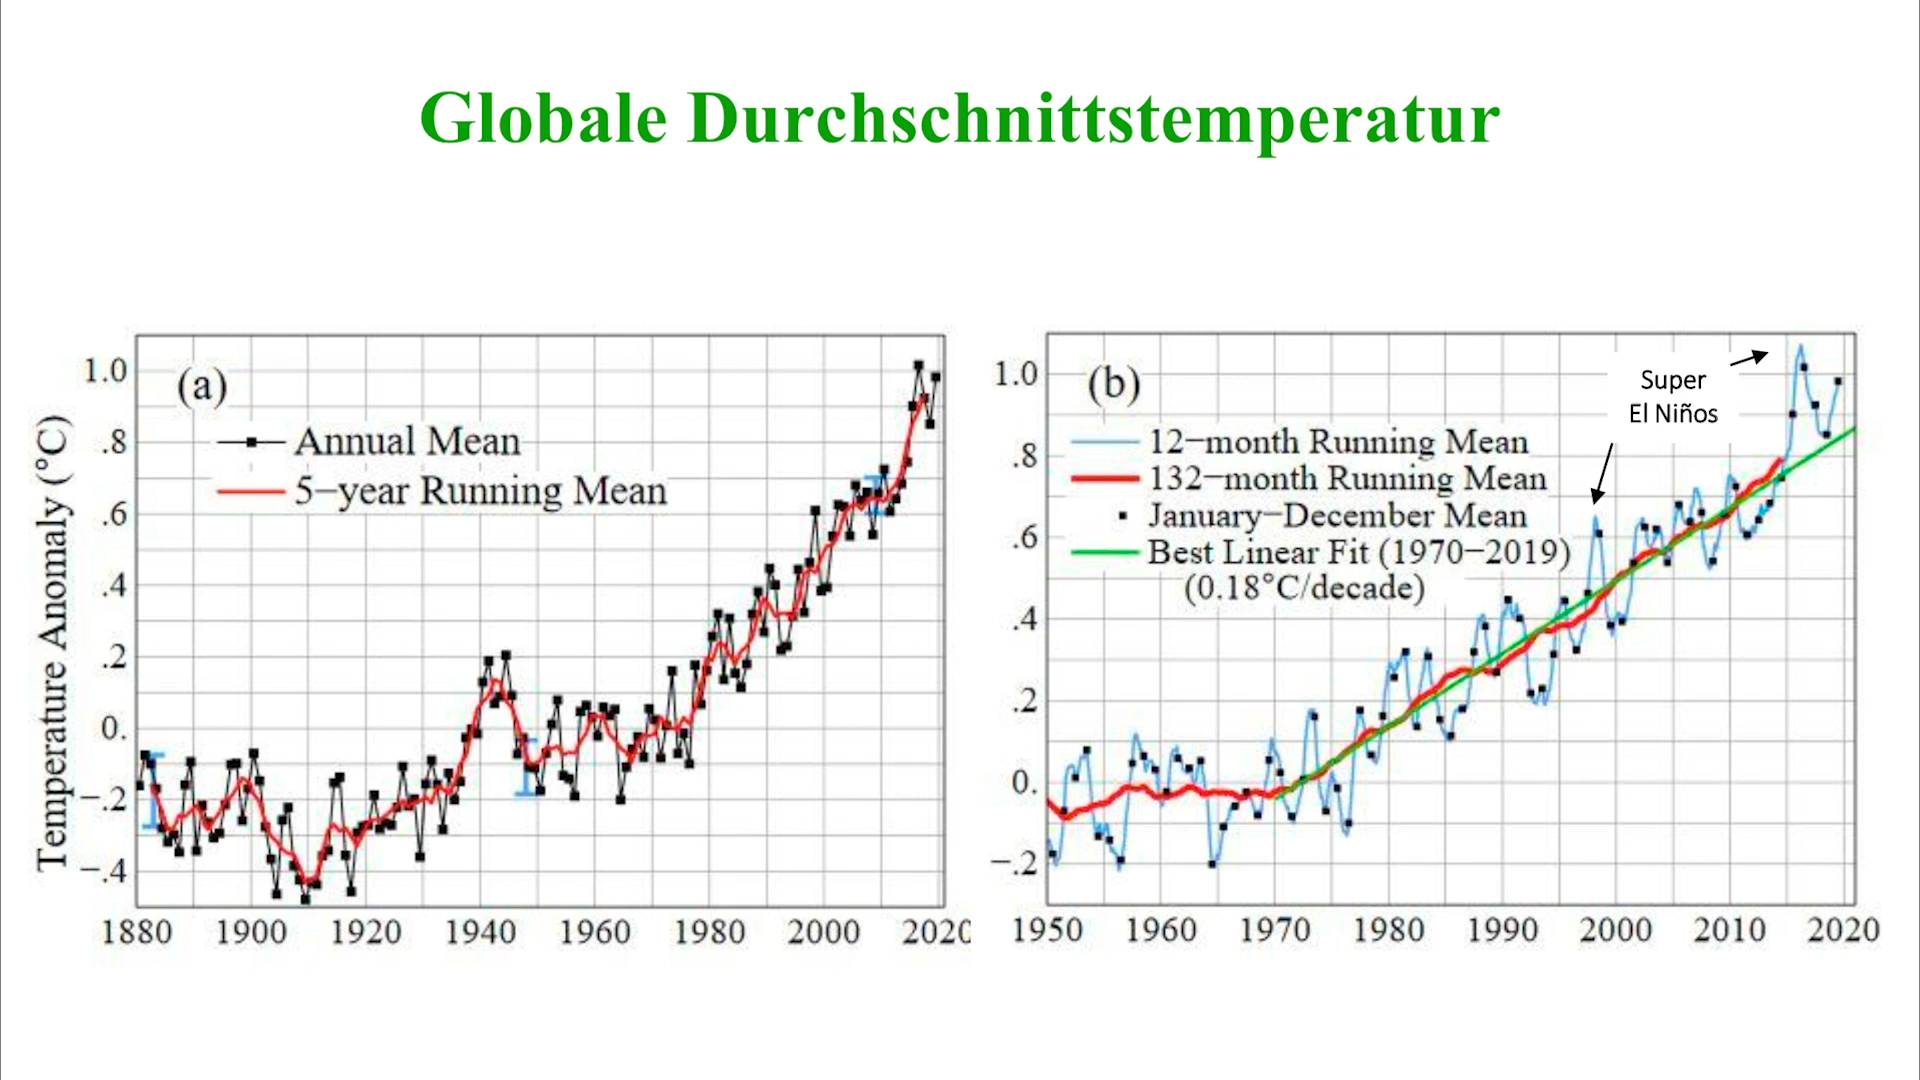 Globale Durchschnittstemperatur
(a)
Annual Mean
5−year Running Mean
Temperature Anomaly (°C)
1.0
.8
.6
.4
.2
0.
−.2
−.4
1880 1900 1920 1940 1960 1980 2000 2020
(b)
Super
El Niños
12−month Running Mean
132−month Running Mean
January−December Mean
Best Linear Fit (1970−2019)
(0.18°C/decade)
1.0
.8
.6
.4
.2
0.
−.2
1950 1960 1970 1980 1990 2000 2010 2020